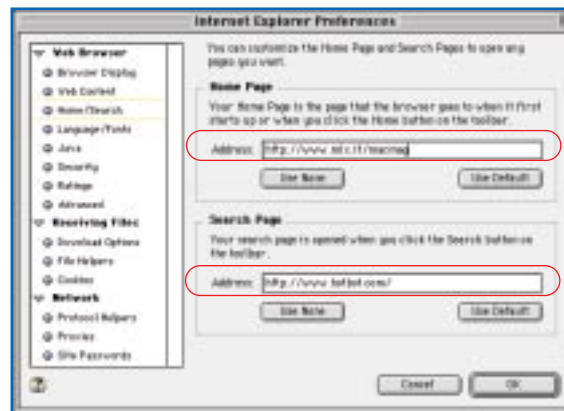 Internet Explorer Preferences
Web Browser
Browser Display
Web Content
Home/Search
Language/Fonts
Java
Security
Ratings
Advanced
Receiving Files
Download Options
File Helpers
Cookies
Network
Protocol Helpers
Proxies
Site Passwords
You can customize the Home Page and Search Pages to open any
pages you want.
Home Page
Your Home Page is the page that the browser goes to when it first
starts up or when you click the Home button on the toolbar.
Address:
Use None
Use Default
Search Page
Your search page is opened when you click the Search button on
the toolbar.
Address: http://www.hotbot.com/
Use None
Use Default
Cancel
OK